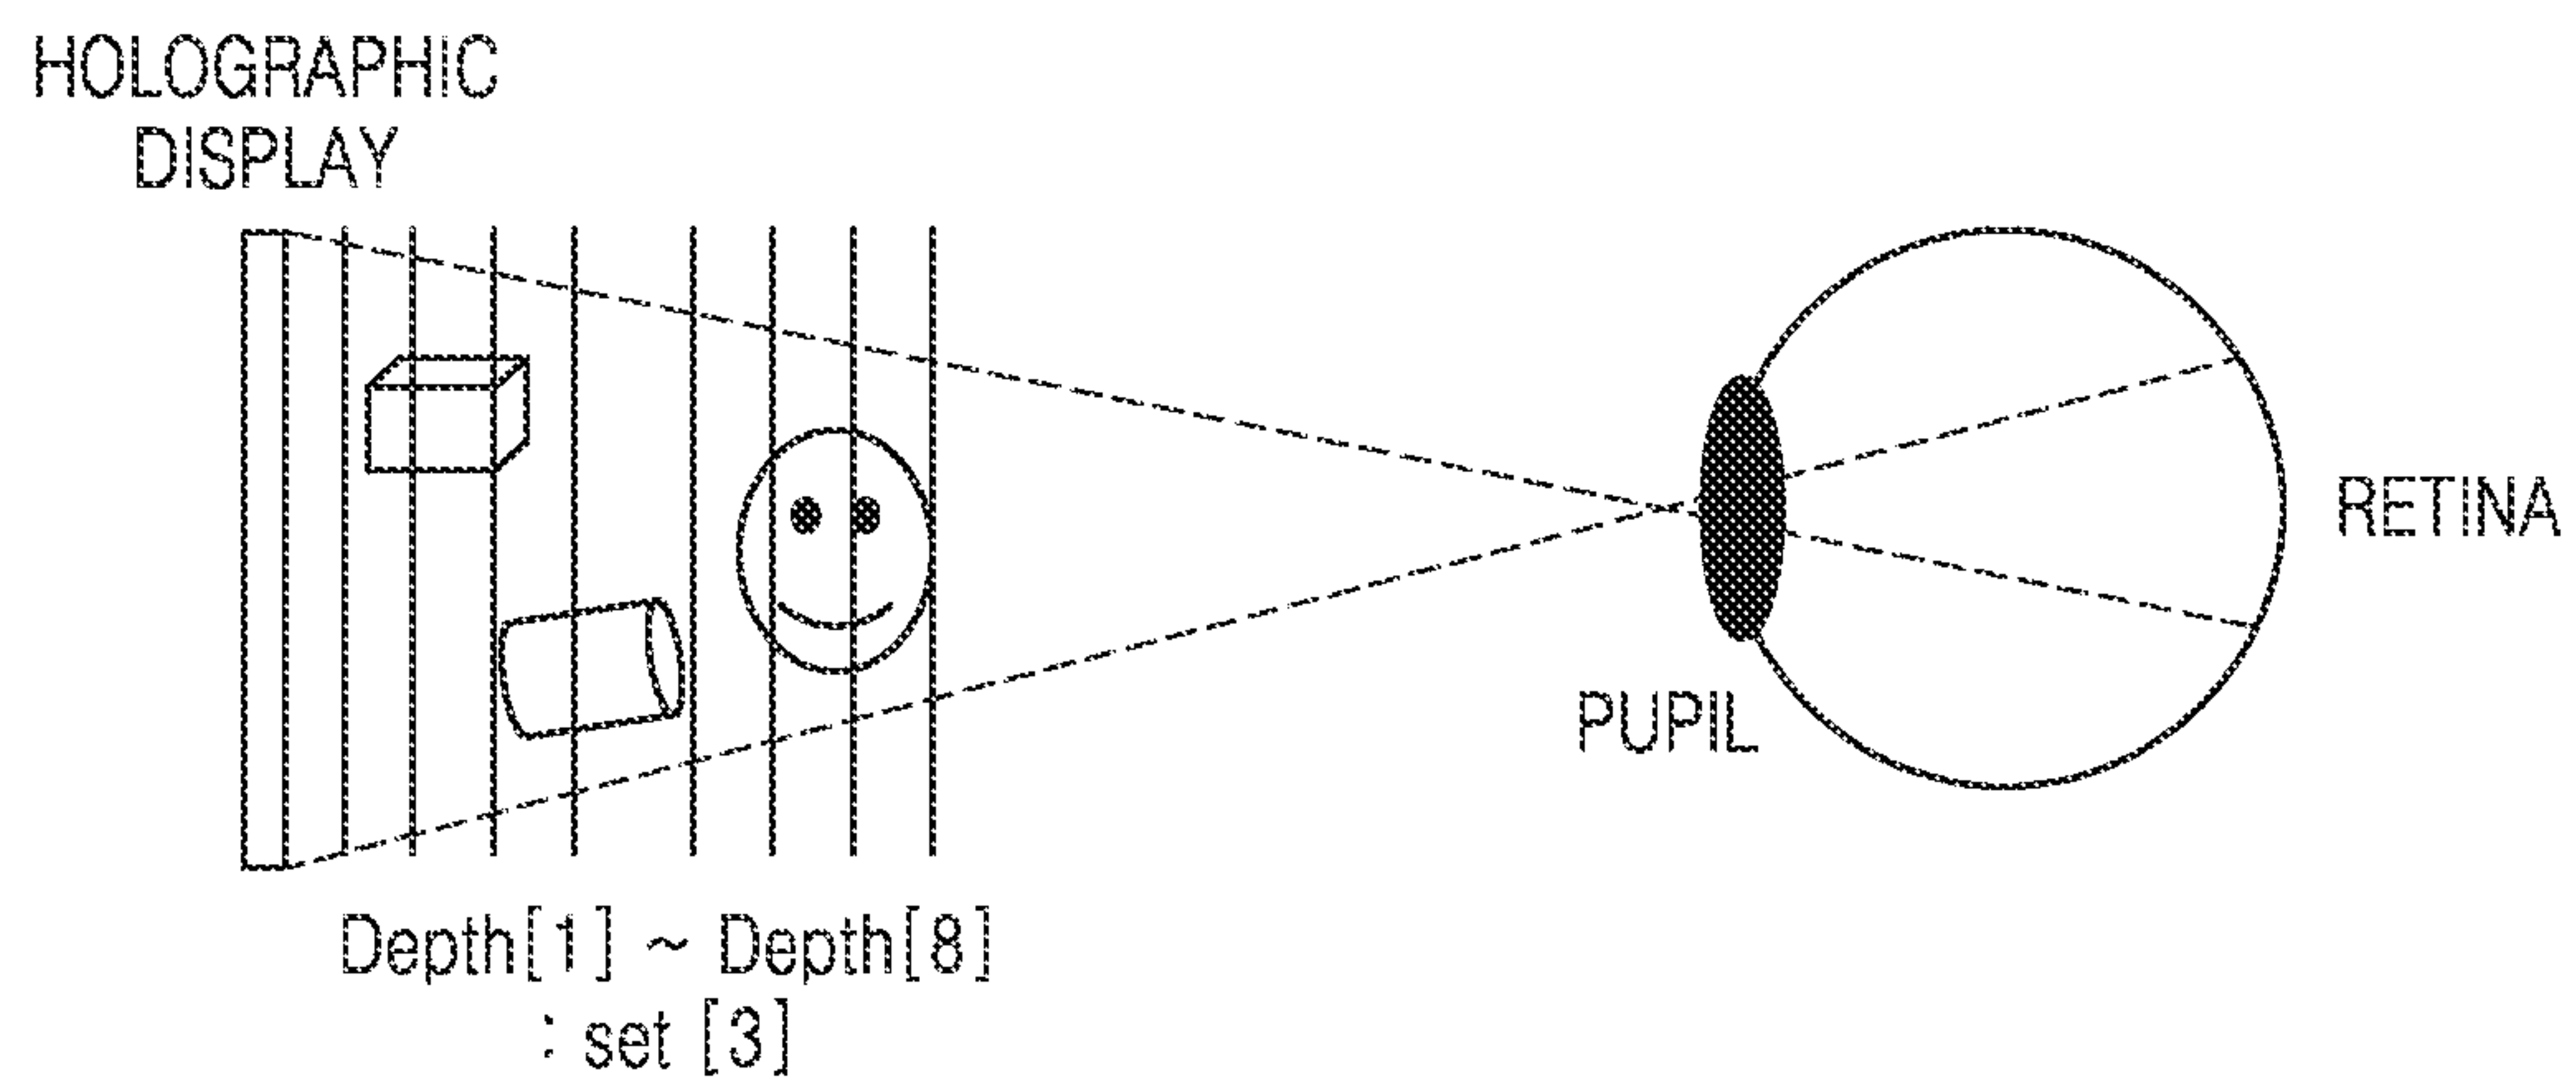 HOLOGRAPHIC
DISPLAY
RETINA
PUPIL
Depth[1] ~ Depth[8]
: set [3]